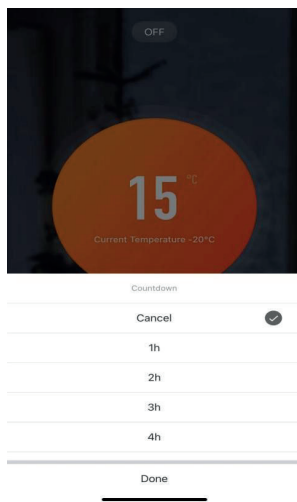 OFF
15 °C
Current Temperature -20°C
Countdown
Cancel
1h
2h
3h
4h
Done